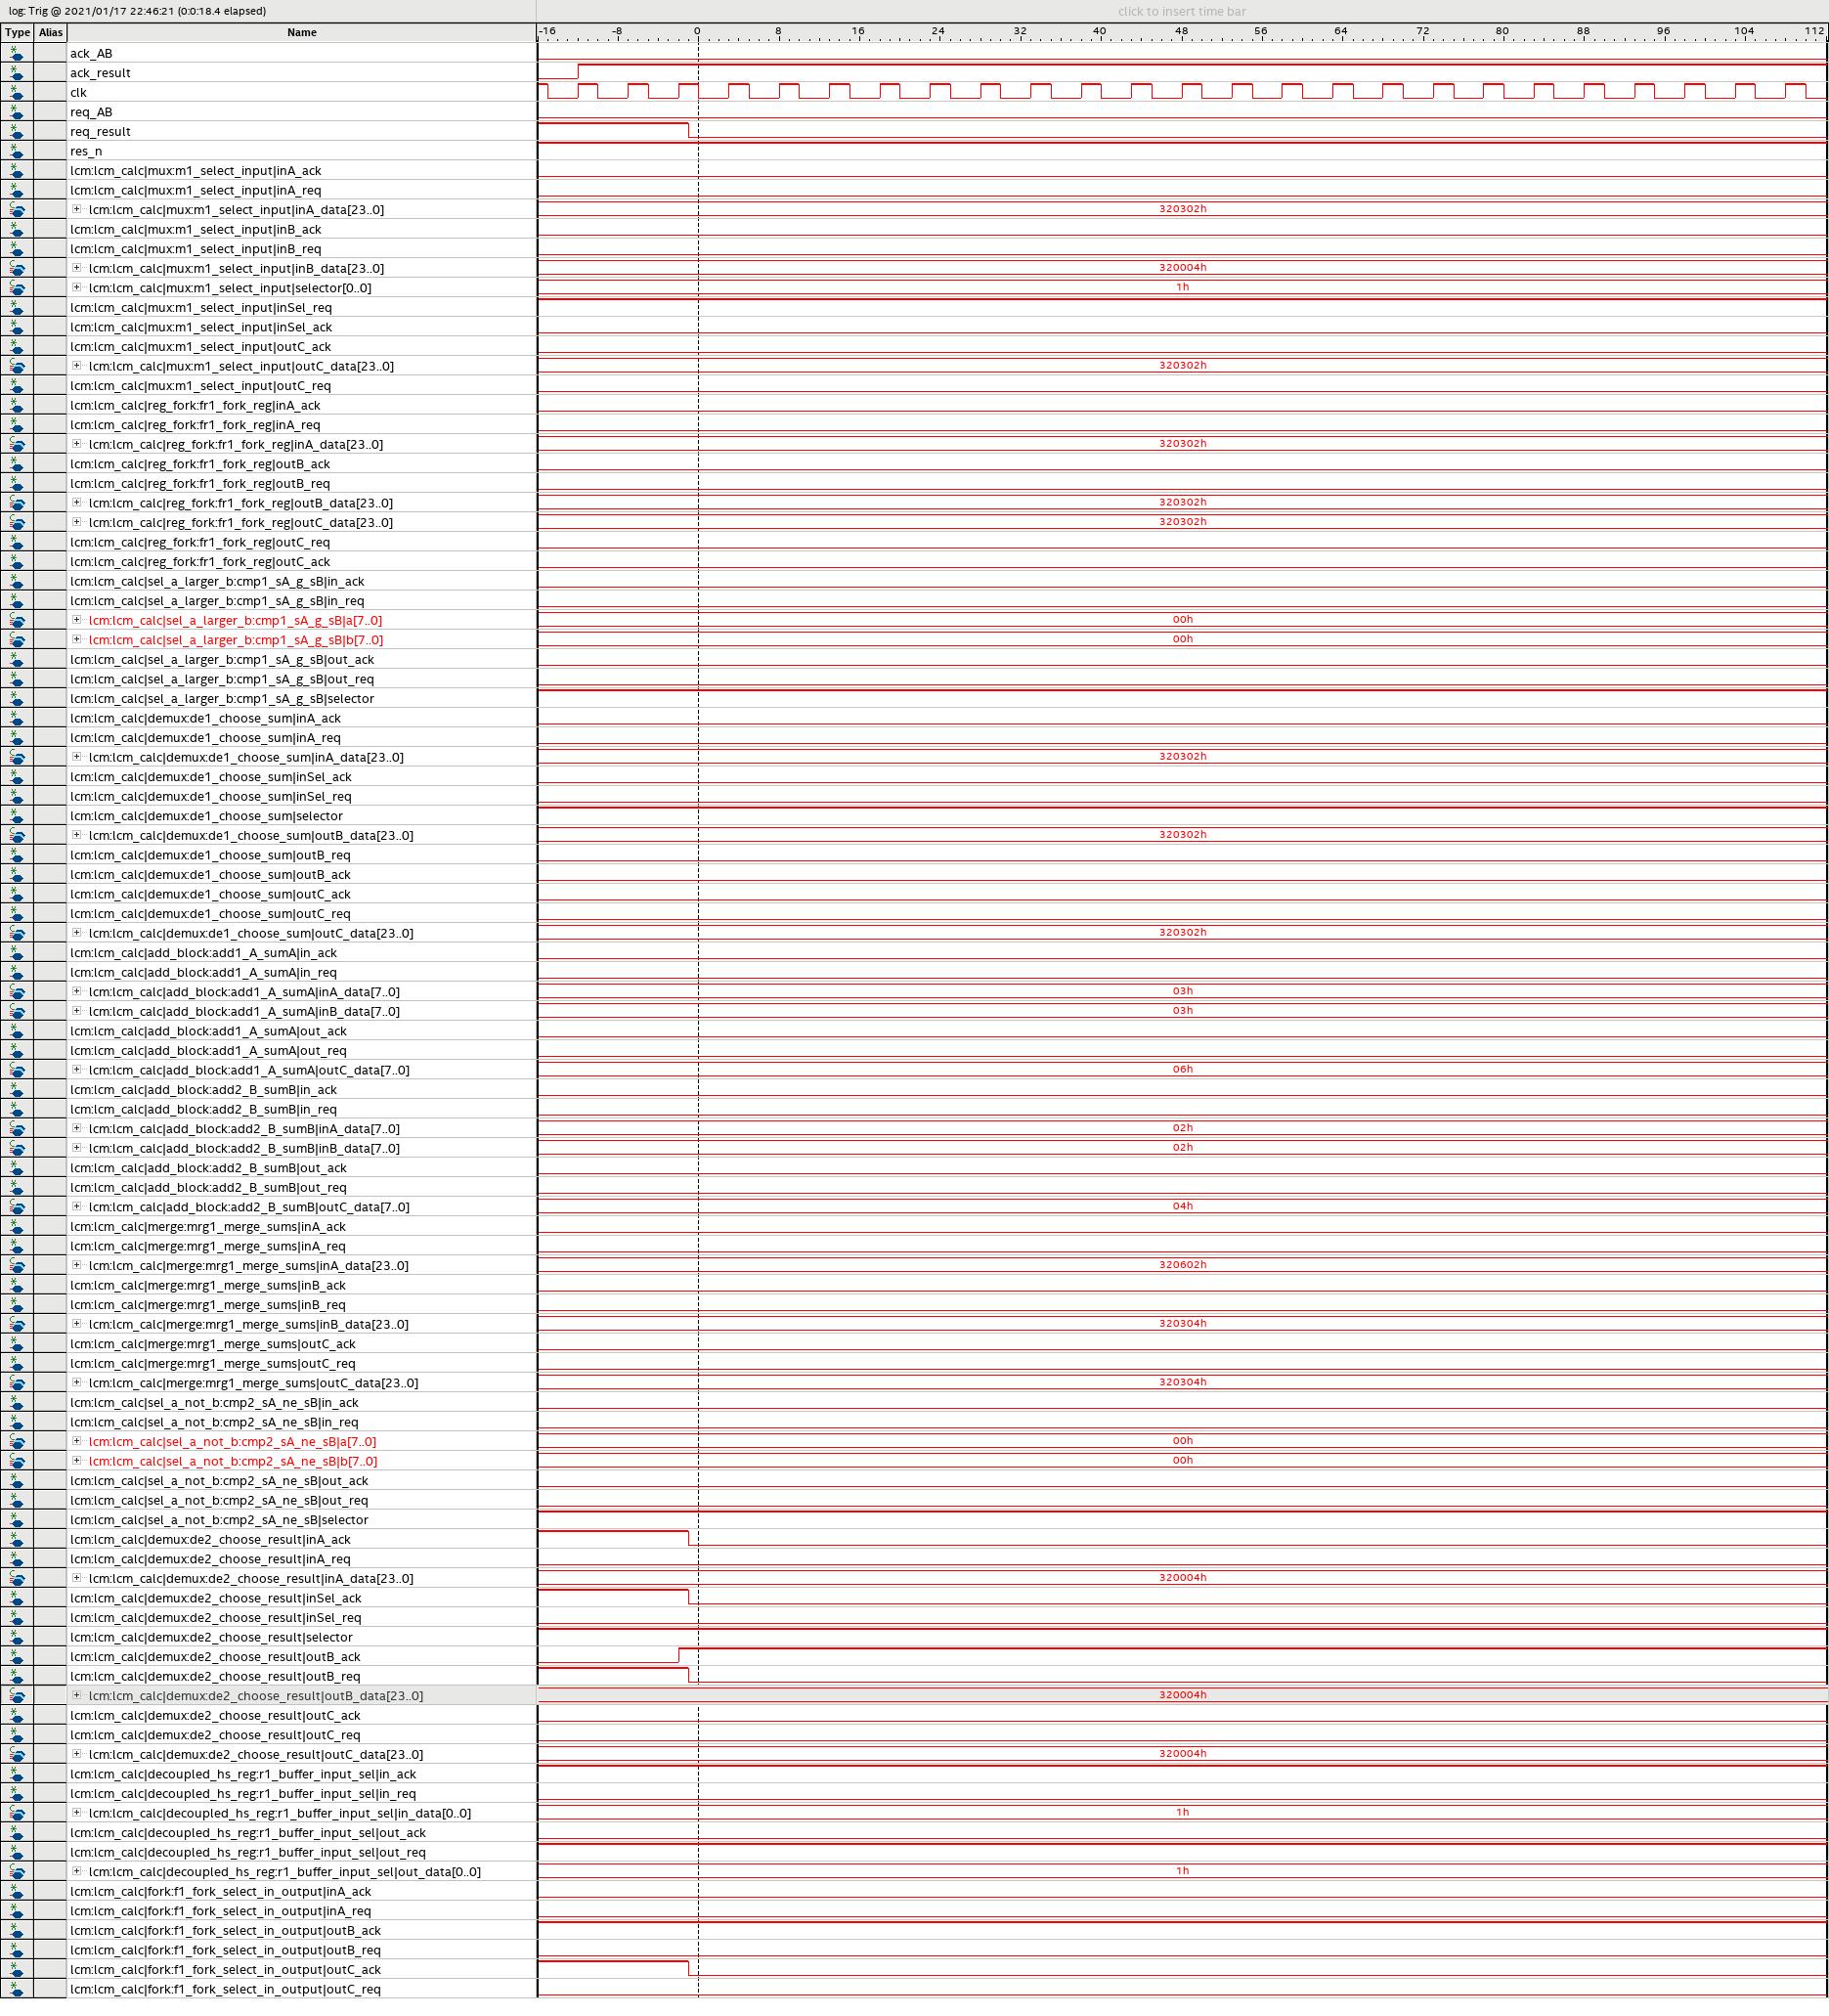 log: Trig @ 2021/01/17 22:46:21 (0:0:18.4 elapsed) click to insert time bar
Type Alias Name -16 -8 0 8 16 24 32 40 48 56 64 72 80 88 96 104 112
ack_AB
ack_result
clk
req_AB
req_result
res_n
lcm:lcm_calc|mux:m1_select_input|inA_ack
lcm:lcm_calc|mux:m1_select_input|inA_req
lcm:lcm_calc|mux:m1_select_input|inA_data[23..0] 320302h
lcm:lcm_calc|mux:m1_select_input|inB_ack
lcm:lcm_calc|mux:m1_select_input|inB_req
lcm:lcm_calc|mux:m1_select_input|inB_data[23..0] 320004h
lcm:lcm_calc|mux:m1_select_input|selector[0..0] 1h
lcm:lcm_calc|mux:m1_select_input|inSel_req
lcm:lcm_calc|mux:m1_select_input|inSel_ack
lcm:lcm_calc|mux:m1_select_input|outC_ack
lcm:lcm_calc|mux:m1_select_input|outC_data[23..0] 320302h
lcm:lcm_calc|mux:m1_select_input|outC_req
lcm:lcm_calc|reg_fork:fr1_fork_reg|inA_ack
lcm:lcm_calc|reg_fork:fr1_fork_reg|inA_req
lcm:lcm_calc|reg_fork:fr1_fork_reg|inA_data[23..0] 320302h
lcm:lcm_calc|reg_fork:fr1_fork_reg|outB_ack
lcm:lcm_calc|reg_fork:fr1_fork_reg|outB_req
lcm:lcm_calc|reg_fork:fr1_fork_reg|outB_data[23..0] 320302h
lcm:lcm_calc|reg_fork:fr1_fork_reg|outC_data[23..0] 320302h
lcm:lcm_calc|reg_fork:fr1_fork_reg|outC_req
lcm:lcm_calc|reg_fork:fr1_fork_reg|outC_ack
lcm:lcm_calc|sel_a_larger_b:cmp1_sA_g_sB|in_ack
lcm:lcm_calc|sel_a_larger_b:cmp1_sA_g_sB|in_req
lcm:lcm_calc|sel_a_larger_b:cmp1_sA_g_sB|a[7..0] 00h
lcm:lcm_calc|sel_a_larger_b:cmp1_sA_g_sB|b[7..0] 00h
lcm:lcm_calc|sel_a_larger_b:cmp1_sA_g_sB|out_ack
lcm:lcm_calc|sel_a_larger_b:cmp1_sA_g_sB|out_req
lcm:lcm_calc|sel_a_larger_b:cmp1_sA_g_sB|selector
lcm:lcm_calc|demux:de1_choose_sum|inA_ack
lcm:lcm_calc|demux:de1_choose_sum|inA_req
lcm:lcm_calc|demux:de1_choose_sum|inA_data[23..0] 320302h
lcm:lcm_calc|demux:de1_choose_sum|inSel_ack
lcm:lcm_calc|demux:de1_choose_sum|inSel_req
lcm:lcm_calc|demux:de1_choose_sum|selector
lcm:lcm_calc|demux:de1_choose_sum|outB_data[23..0] 320302h
lcm:lcm_calc|demux:de1_choose_sum|outB_req
lcm:lcm_calc|demux:de1_choose_sum|outB_ack
lcm:lcm_calc|demux:de1_choose_sum|outC_ack
lcm:lcm_calc|demux:de1_choose_sum|outC_req
lcm:lcm_calc|demux:de1_choose_sum|outC_data[23..0] 320302h
lcm:lcm_calc|add_block:add1_A_sumA|in_ack
lcm:lcm_calc|add_block:add1_A_sumA|in_req
lcm:lcm_calc|add_block:add1_A_sumA|inA_data[7..0] 03h
lcm:lcm_calc|add_block:add1_A_sumA|inB_data[7..0] 03h
lcm:lcm_calc|add_block:add1_A_sumA|out_ack
lcm:lcm_calc|add_block:add1_A_sumA|out_req
lcm:lcm_calc|add_block:add1_A_sumA|outC_data[7..0] 06h
lcm:lcm_calc|add_block:add2_B_sumB|in_ack
lcm:lcm_calc|add_block:add2_B_sumB|in_req
lcm:lcm_calc|add_block:add2_B_sumB|inA_data[7..0] 02h
lcm:lcm_calc|add_block:add2_B_sumB|inB_data[7..0] 02h
lcm:lcm_calc|add_block:add2_B_sumB|out_ack
lcm:lcm_calc|add_block:add2_B_sumB|out_req
lcm:lcm_calc|add_block:add2_B_sumB|outC_data[7..0] 04h
lcm:lcm_calc|merge:mrg1_merge_sums|inA_ack
lcm:lcm_calc|merge:mrg1_merge_sums|inA_req
lcm:lcm_calc|merge:mrg1_merge_sums|inA_data[23..0] 320602h
lcm:lcm_calc|merge:mrg1_merge_sums|inB_ack
lcm:lcm_calc|merge:mrg1_merge_sums|inB_req
lcm:lcm_calc|merge:mrg1_merge_sums|inB_data[23..0] 320304h
lcm:lcm_calc|merge:mrg1_merge_sums|outC_ack
lcm:lcm_calc|merge:mrg1_merge_sums|outC_req
lcm:lcm_calc|merge:mrg1_merge_sums|outC_data[23..0] 320304h
lcm:lcm_calc|sel_a_not_b:cmp2_sA_ne_sB|in_ack
lcm:lcm_calc|sel_a_not_b:cmp2_sA_ne_sB|in_req
lcm:lcm_calc|sel_a_not_b:cmp2_sA_ne_sB|a[7..0] 00h
lcm:lcm_calc|sel_a_not_b:cmp2_sA_ne_sB|b[7..0] 00h
lcm:lcm_calc|sel_a_not_b:cmp2_sA_ne_sB|out_ack
lcm:lcm_calc|sel_a_not_b:cmp2_sA_ne_sB|out_req
lcm:lcm_calc|sel_a_not_b:cmp2_sA_ne_sB|selector
lcm:lcm_calc|demux:de2_choose_result|inA_ack
lcm:lcm_calc|demux:de2_choose_result|inA_req
lcm:lcm_calc|demux:de2_choose_result|inA_data[23..0] 320004h
lcm:lcm_calc|demux:de2_choose_result|inSel_ack
lcm:lcm_calc|demux:de2_choose_result|inSel_req
lcm:lcm_calc|demux:de2_choose_result|selector
lcm:lcm_calc|demux:de2_choose_result|outB_ack
lcm:lcm_calc|demux:de2_choose_result|outB_req
lcm:lcm_calc|demux:de2_choose_result|outB_data[23..0] 320004h
lcm:lcm_calc|demux:de2_choose_result|outC_ack
lcm:lcm_calc|demux:de2_choose_result|outC_req
lcm:lcm_calc|demux:de2_choose_result|outC_data[23..0] 320004h
lcm:lcm_calc|decoupled_hs_reg:r1_buffer_input_sel|in_ack
lcm:lcm_calc|decoupled_hs_reg:r1_buffer_input_sel|in_req
lcm:lcm_calc|decoupled_hs_reg:r1_buffer_input_sel|in_data[0..0] 1h
lcm:lcm_calc|decoupled_hs_reg:r1_buffer_input_sel|out_ack
lcm:lcm_calc|decoupled_hs_reg:r1_buffer_input_sel|out_req
lcm:lcm_calc|decoupled_hs_reg:r1_buffer_input_sel|out_data[0..0] 1h
lcm:lcm_calc|fork:f1_fork_select_in_output|inA_ack
lcm:lcm_calc|fork:f1_fork_select_in_output|inA_req
lcm:lcm_calc|fork:f1_fork_select_in_output|outB_ack
lcm:lcm_calc|fork:f1_fork_select_in_output|outB_req
lcm:lcm_calc|fork:f1_fork_select_in_output|outC_ack
lcm:lcm_calc|fork:f1_fork_select_in_output|outC_req